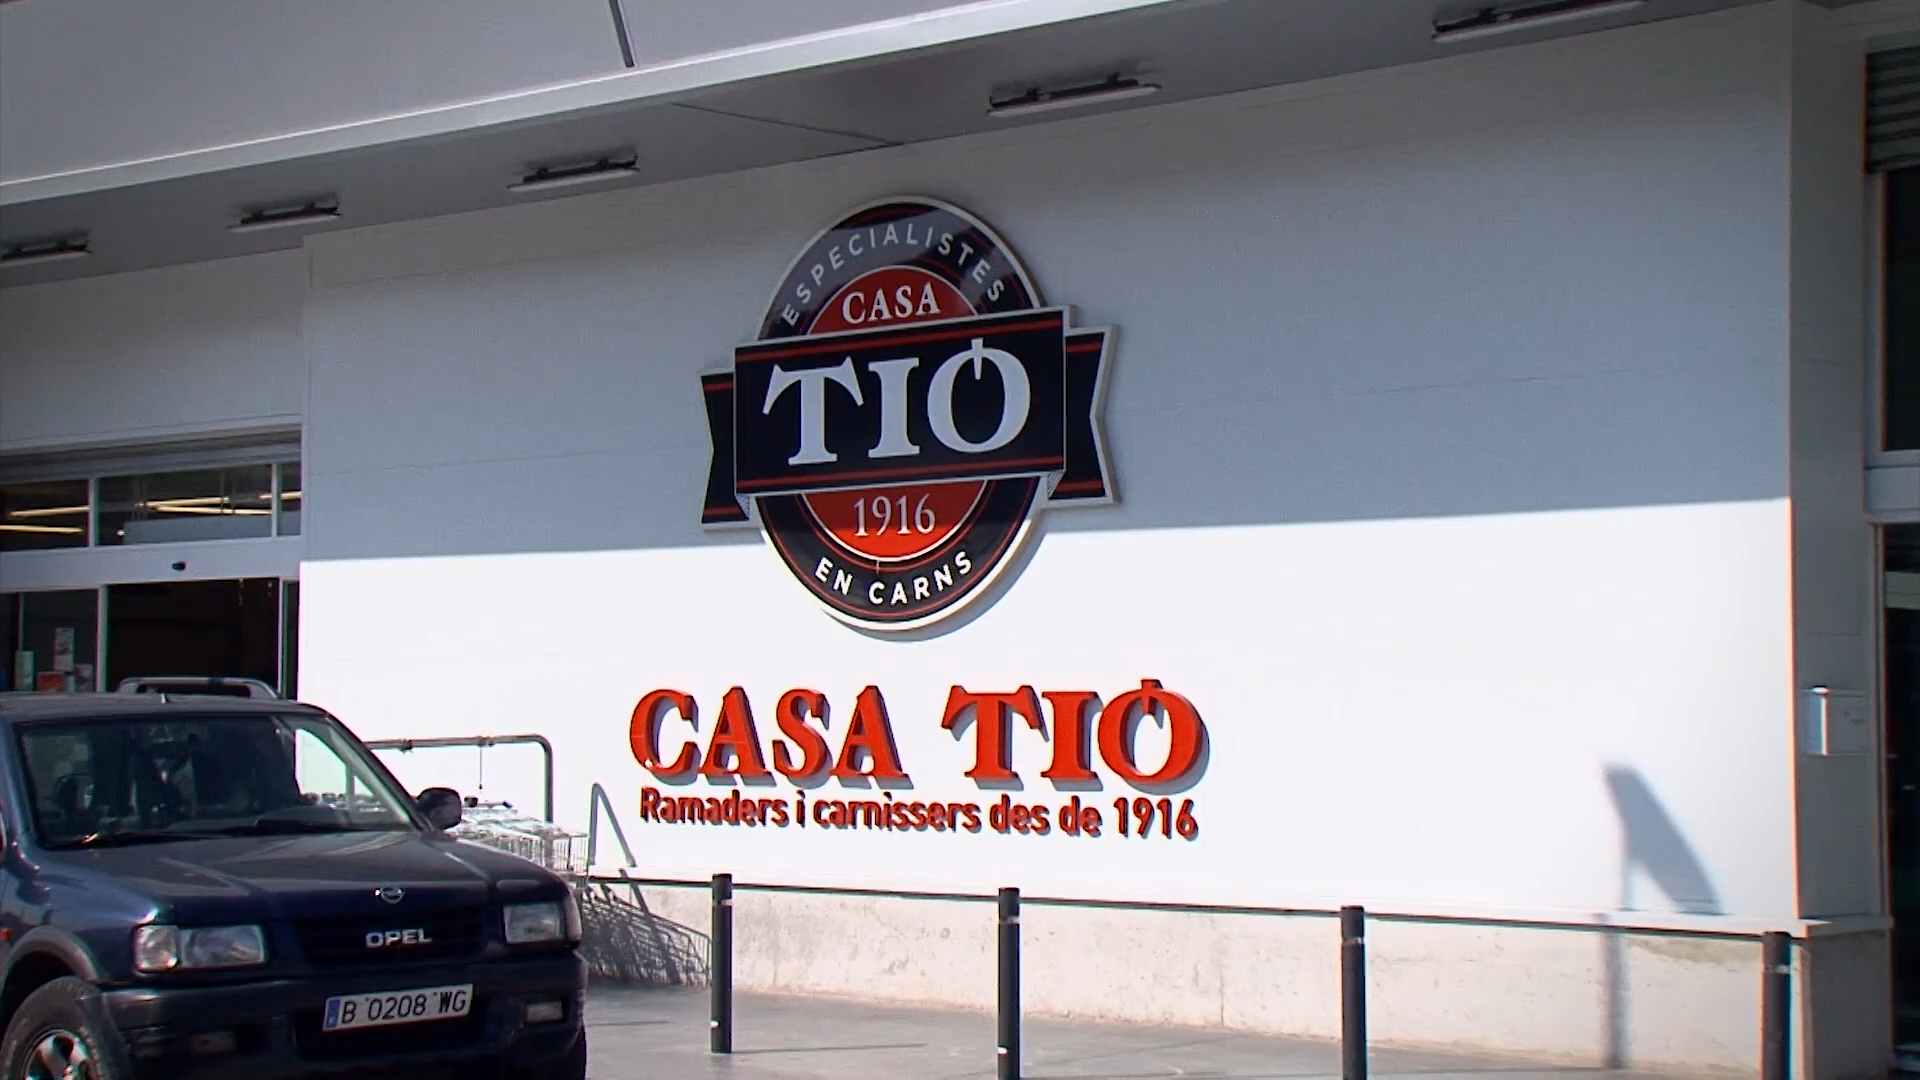 ESPECIALISTES
CASA
TIÓ
1916
EN CARNS
CASA TIÓ
Ramaders i carnissers des de 1916
OPEL
B 0208 WG